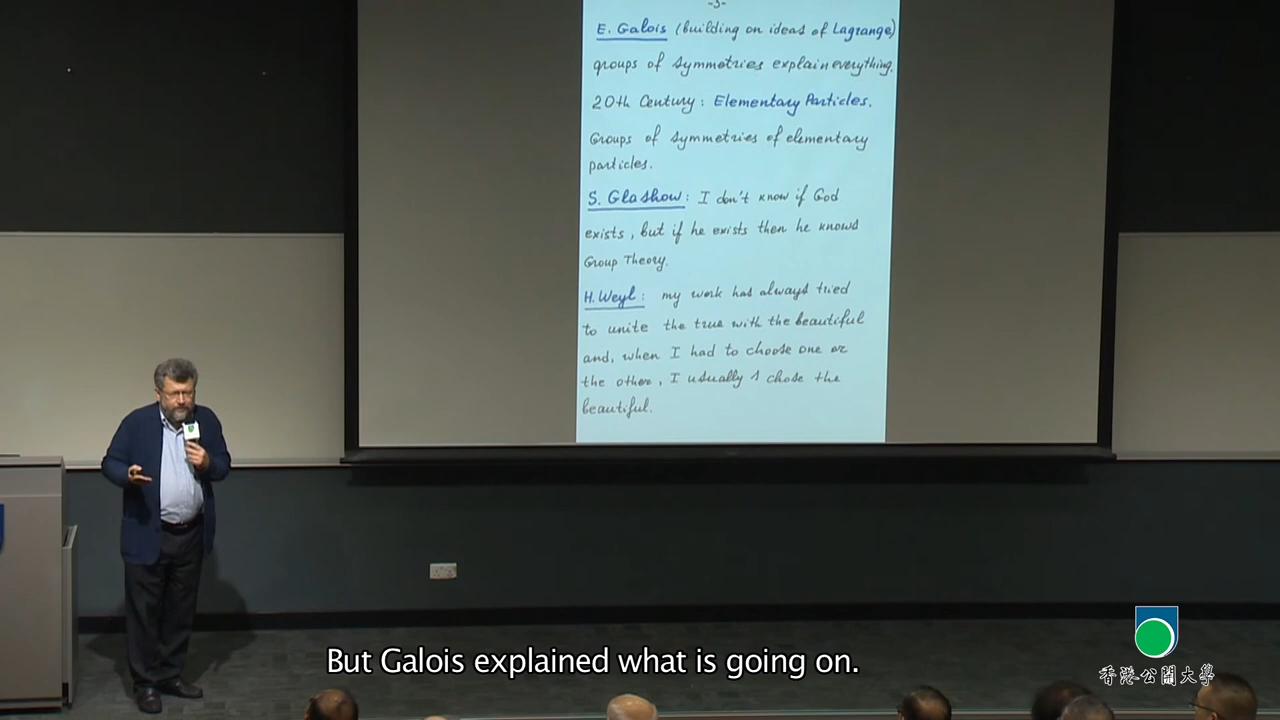 -3-
E. Galois (building on ideas of Lagrange)
groups of symmetries explain everything.
20th Century: Elementary Particles.
Groups of symmetries of elementary
particles.
S. Glashow: I don't know if God
exists, but if he exists then he knows
Group Theory.
H. Weyl: my work has always tried
to unite the true with the beautiful
and, when I had to choose one or
the other, I usually chose the
beautiful.
But Galois explained what is going on.
香港公開大學